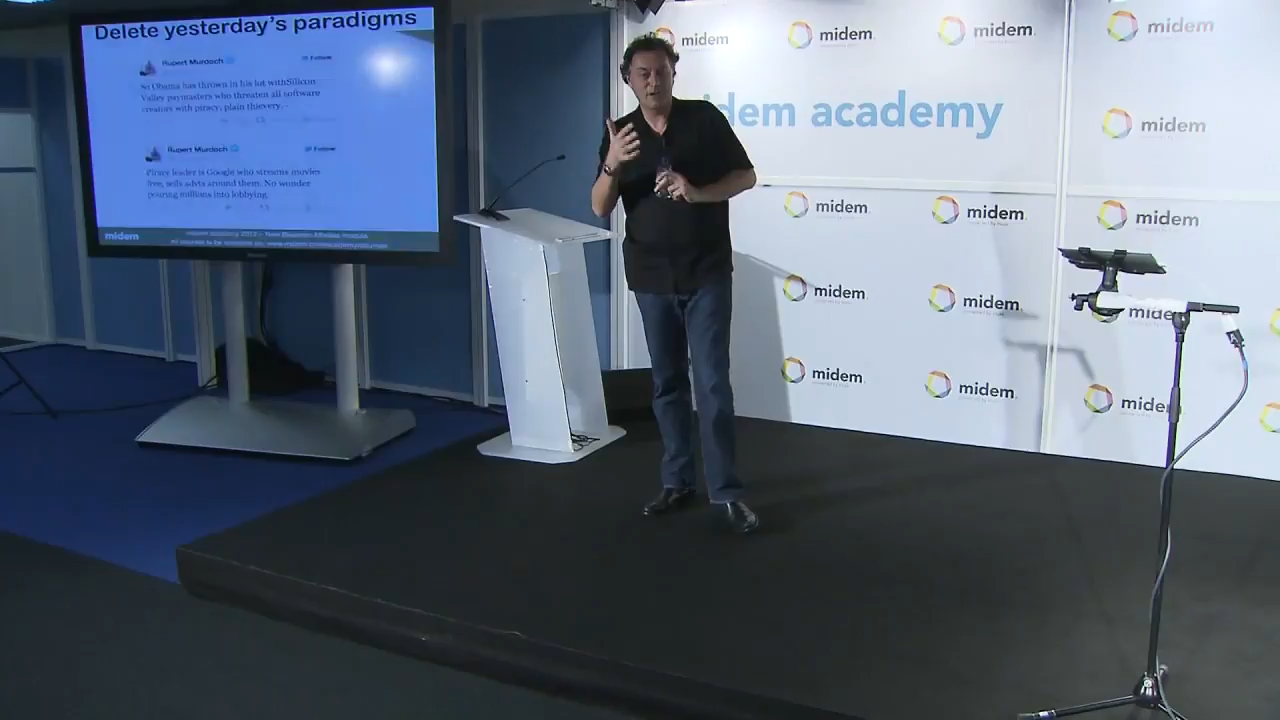 Delete yesterday's paradigms
Rupert Murdoch
Follow
So Obama has thrown in his lot with Silicon
Valley paymasters who threaten all software
creators with piracy, plain thievery. -
Rupert Murdoch
Follow
Piracy leader is Google who streams movies
free, sells advts around them. No wonder
pouring millions into lobbying.
midem
midem
midem
midem
midem
dem academy
midem
midem
midem
midem
midem
midem
mide
midem
midem
midem